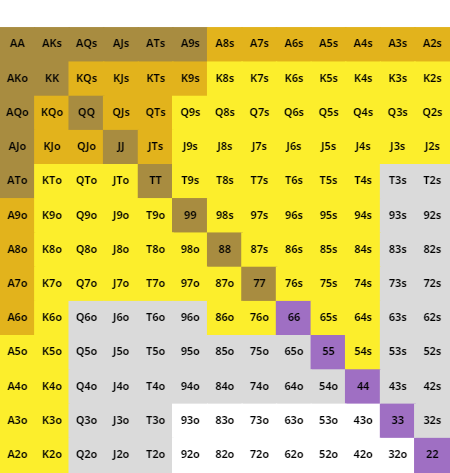 AA AKs AQs AJs ATs A9s A8s A7s A6s A5s A4s A3s A2s
AKo KK KQs KJs KTs K9s K8s K7s K6s K5s K4s K3s K2s
AQo KQo QQ QJs QTs Q9s Q8s Q7s Q6s Q5s Q4s Q3s Q2s
AJo KJo QJo JJ JTs J9s J8s J7s J6s J5s J4s J3s J2s
ATo KTo QTo JTo TT T9s T8s T7s T6s T5s T4s T3s T2s
A9o K9o Q9o J9o T9o 99 98s 97s 96s 95s 94s 93s 92s
A8o K8o Q8o J8o T8o 98o 88 87s 86s 85s 84s 83s 82s
A7o K7o Q7o J7o T7o 97o 87o 77 76s 75s 74s 73s 72s
A6o K6o Q6o J6o T6o 96o 86o 76o 66 65s 64s 63s 62s
A5o K5o Q5o J5o T5o 95o 85o 75o 65o 55 54s 53s 52s
A4o K4o Q4o J4o T4o 94o 84o 74o 64o 54o 44 43s 42s
A3o K3o Q3o J3o T3o 93o 83o 73o 63o 53o 43o 33 32s
A2o K2o Q2o J2o T2o 92o 82o 72o 62o 52o 42o 32o 22